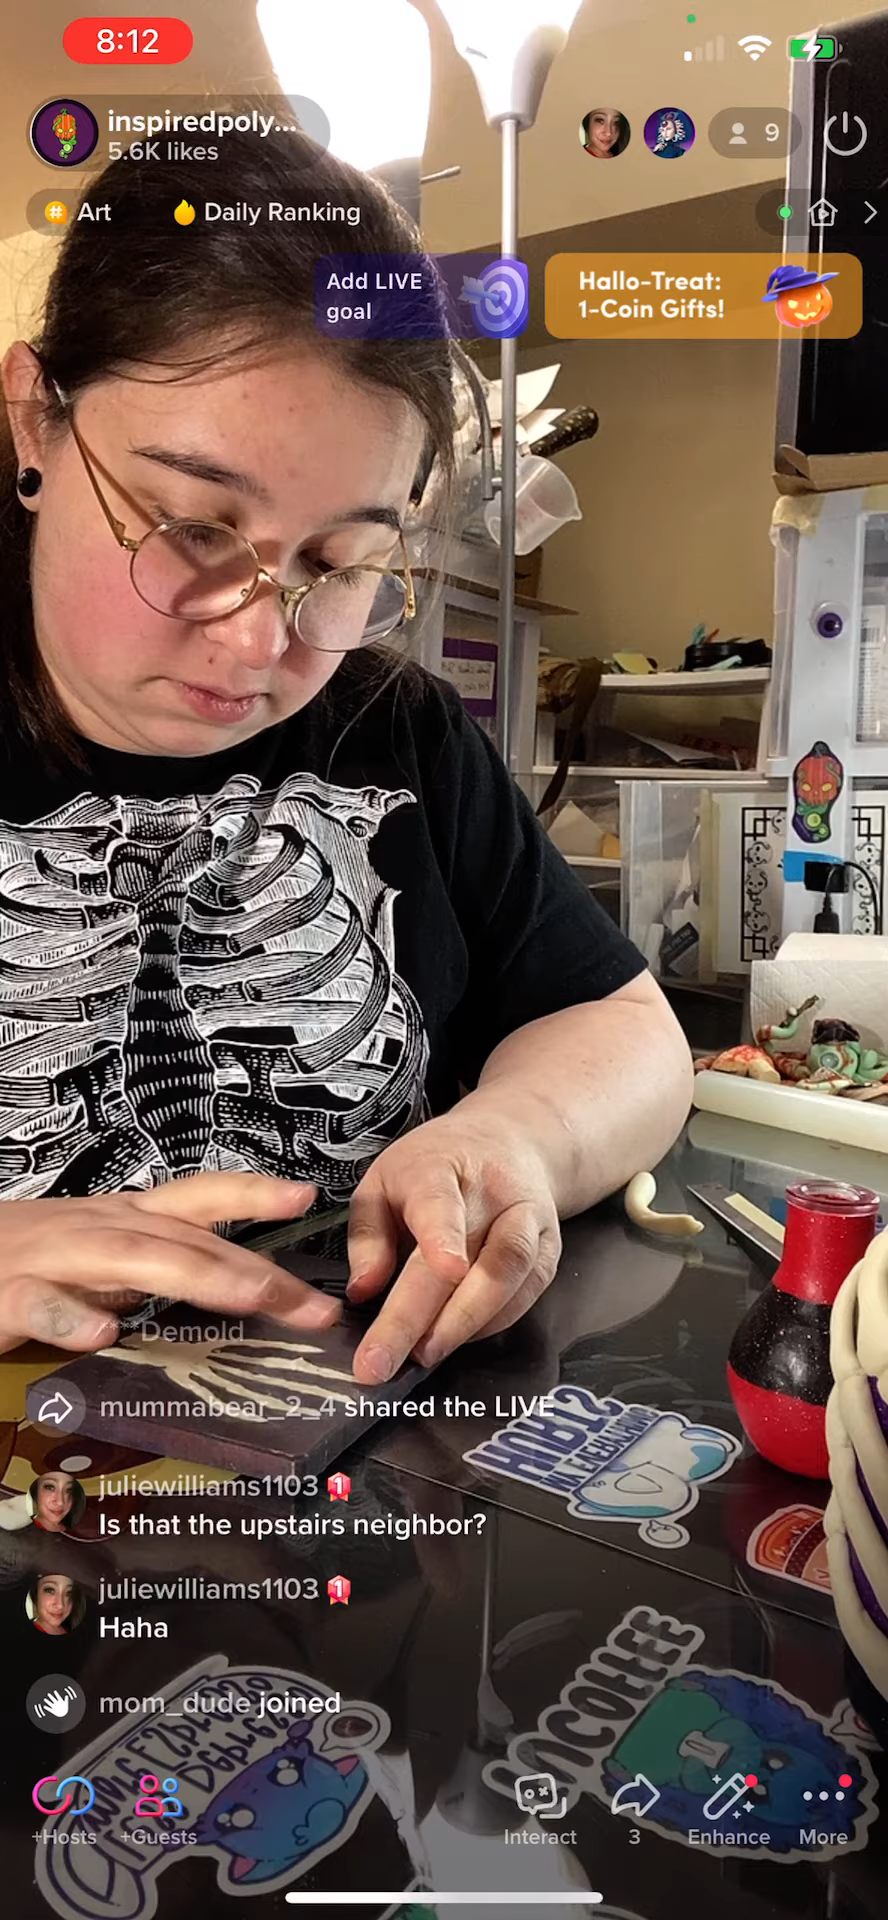 8:12
inspiredpoly...
5.6K likes
9
Art
Daily Ranking
Add LIVE
goal
Hallo-Treat:
1-Coin Gifts!
****Demold
mummabear_2_4 shared the LIVE
juliewilliams1103 1
Is that the upstairs neighbor?
juliewilliams1103 1
Haha
mom_dude joined
+Hosts
+Guests
Interact
3
Enhance
More